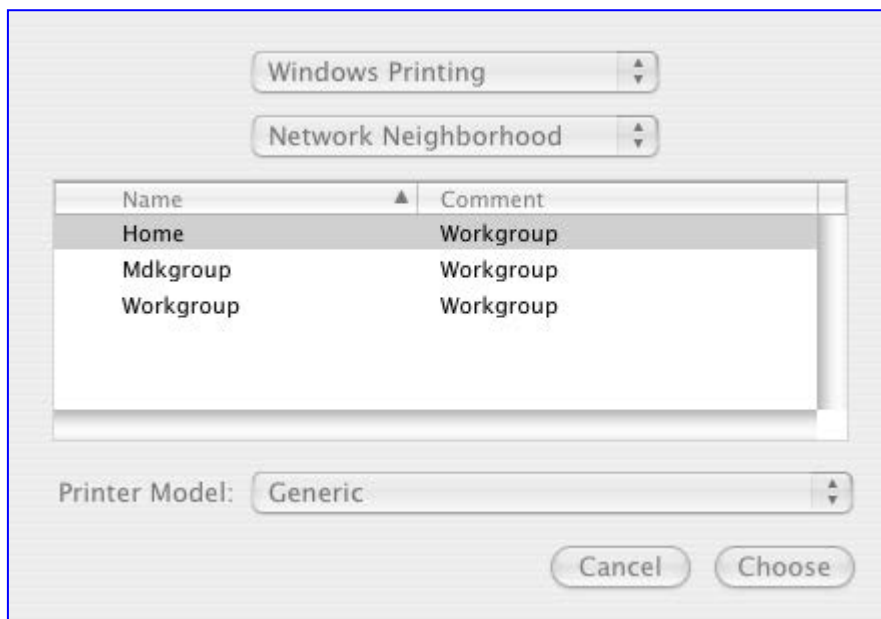 Windows Printing
Network Neighborhood
Name Comment
Home Workgroup
Mdkgroup Workgroup
Workgroup Workgroup
Printer Model: Generic
Cancel Choose